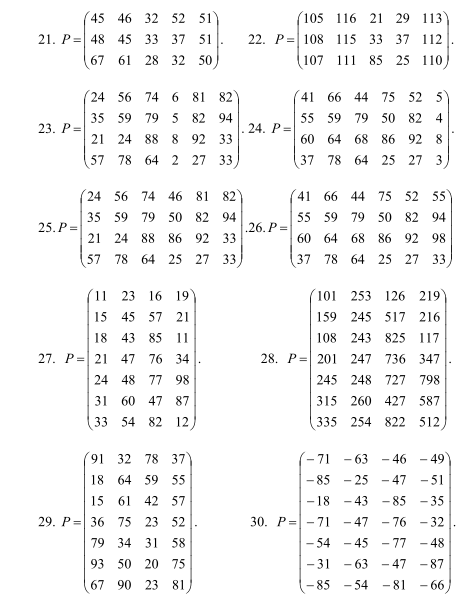 45 46 32 52 51 105 116 21 29 113
21. P = 48 45 33 37 51 . 22. P = 108 115 33 37 112 .
67 61 28 32 50 107 111 85 25 110
24 56 74 6 81 82 41 66 44 75 52 5
35 59 79 5 82 94 55 59 79 50 82 4
23. P = . 24. P = .
21 24 88 8 92 33 60 64 68 86 92 8
57 78 64 2 27 33 37 78 64 25 27 3
24 56 74 46 81 82 41 66 44 75 52 55
35 59 79 50 82 94 55 59 79 50 82 94
25. P = .26. P = .
21 24 88 86 92 33 60 64 68 86 92 98
57 78 64 25 27 33 37 78 64 25 27 33
11 23 16 19 101 253 126 219
15 45 57 21 159 245 517 216
18 43 85 11 108 243 825 117
27. P = 21 47 76 34 . 28. P = 201 247 736 347 .
24 48 77 98 245 248 727 798
31 60 47 87 315 260 427 587
33 54 82 12 335 254 822 512
91 32 78 37 −71 −63 −46 −49
18 64 59 55 −85 −25 −47 −51
15 61 42 57 −18 −43 −85 −35
29. P = 36 75 23 52 . 30. P = −71 −47 −76 −32 .
79 34 31 58 −54 −45 −77 −48
93 50 20 75 −31 −63 −47 −87
67 90 23 81 −85 −54 −81 −66